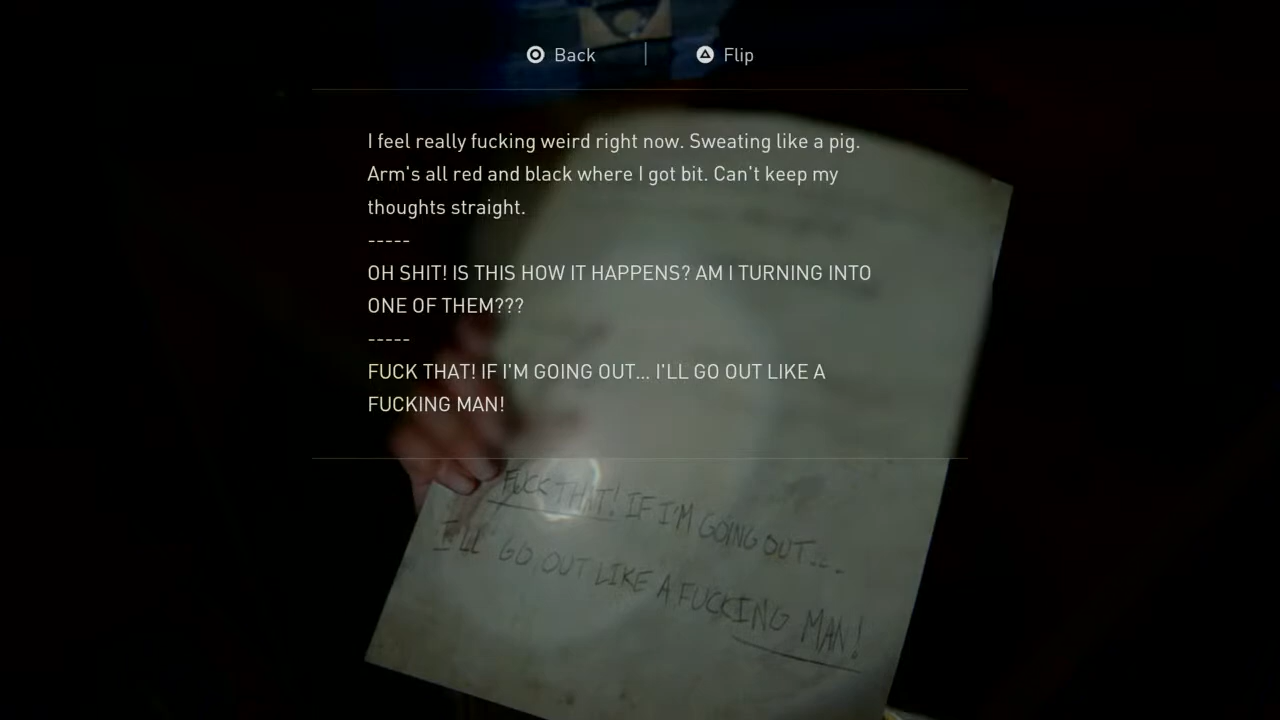 Back | Flip
I feel really fucking weird right now. Sweating like a pig.
Arm's all red and black where I got bit. Can't keep my
thoughts straight.
-----
OH SHIT! IS THIS HOW IT HAPPENS? AM I TURNING INTO
ONE OF THEM???
-----
FUCK THAT! IF I'M GOING OUT... I'LL GO OUT LIKE A
FUCKING MAN!
FUCK THAT! IF I'M GOING OUT...
I'LL GO OUT LIKE A FUCKING MAN!